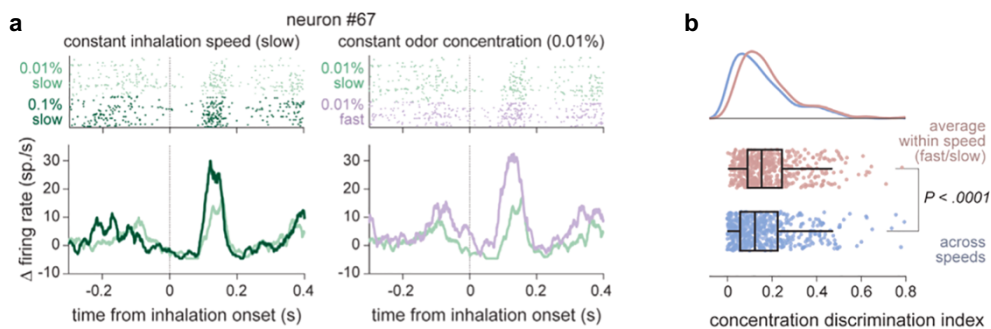 a
neuron #67
constant inhalation speed (slow)
constant odor concentration (0.01%)
0.01%
slow
0.1%
slow
0.01%
slow
0.01%
fast
Δ firing rate (sp./s)
30
20
10
0
-10
-0.2
0
0.2
0.4
time from inhalation onset (s)
30
20
10
0
-10
-0.2
0
0.2
0.4
time from inhalation onset (s)
b
average
within speed
(fast/slow)
P < .0001
across
speeds
0
0.2
0.4
0.6
0.8
concentration discrimination index